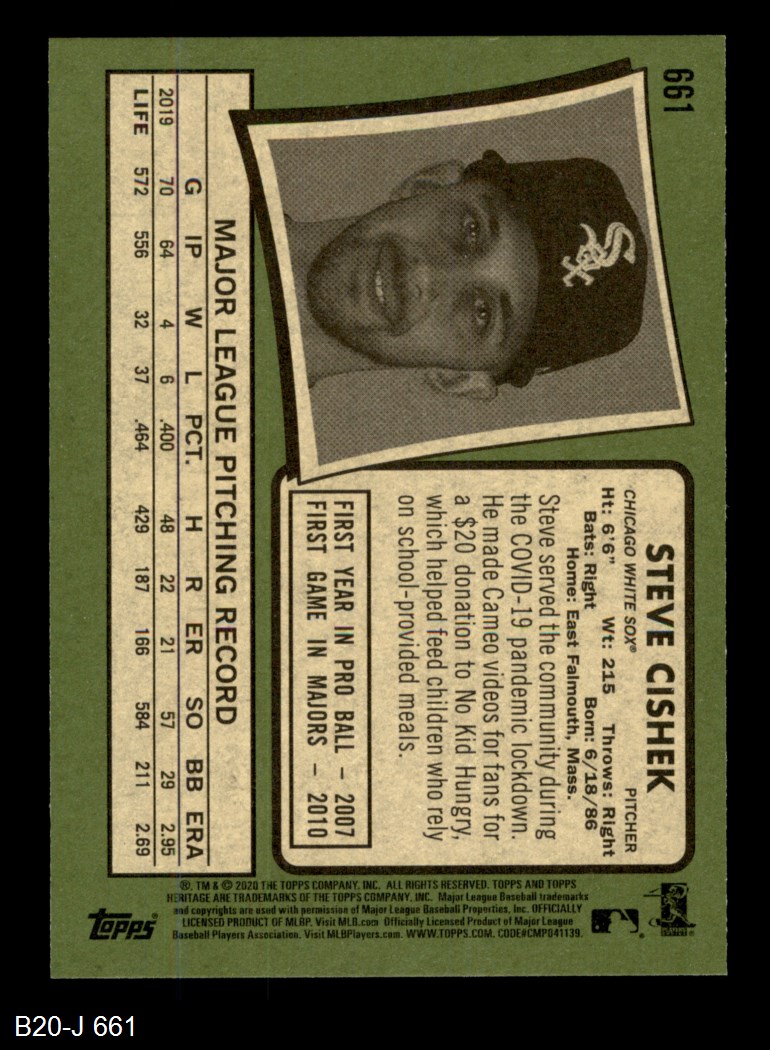 661
STEVE CISHEK
CHICAGO WHITE SOX® PITCHER
Ht: 6'6" Wt: 215 Throws: Right
Bats: Right Born: 6/18/86
Home: East Falmouth, Mass.
Steve served the community during
the COVID-19 pandemic lockdown.
He made Cameo videos for fans for
a $20 donation to No Kid Hungry,
which helped feed children who rely
on school-provided meals.
FIRST YEAR IN PRO BALL – 2007
FIRST GAME IN MAJORS – 2010
MAJOR LEAGUE PITCHING RECORD
G IP W L PCT. H R ER SO BB ERA
2019 70 64 4 6 .400 48 22 21 57 29 2.95
LIFE 572 556 32 37 .464 429 187 166 584 211 2.69
®, TM & © 2020 THE TOPPS COMPANY, INC. ALL RIGHTS RESERVED. TOPPS AND TOPPS
HERITAGE ARE TRADEMARKS OF THE TOPPS COMPANY, INC. Major League Baseball trademarks
and copyrights are used with permission of Major League Baseball Properties, Inc. OFFICIALLY
LICENSED PRODUCT OF MLBP. Visit MLB.com Officially Licensed Product of Major League
Baseball Players Association. Visit MLBPlayers.com. WWW.TOPPS.COM. CODE#CMP041139.
TOPPS®
B20-J 661